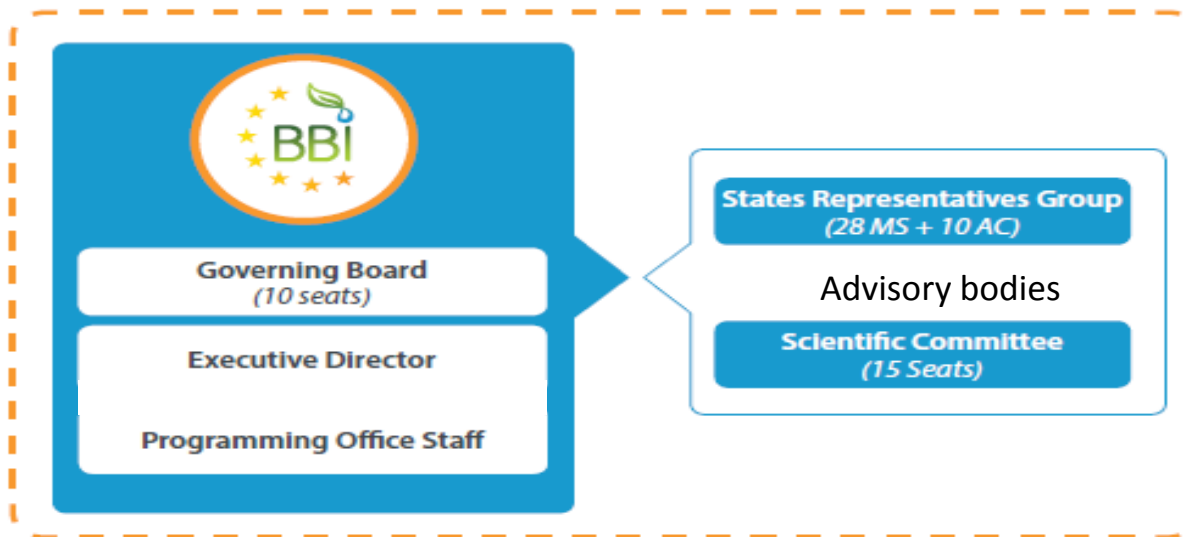 BBI
Governing Board
(10 seats)
Executive Director
Programming Office Staff
States Representatives Group
(28 MS + 10 AC)
Advisory bodies
Scientific Committee
(15 Seats)